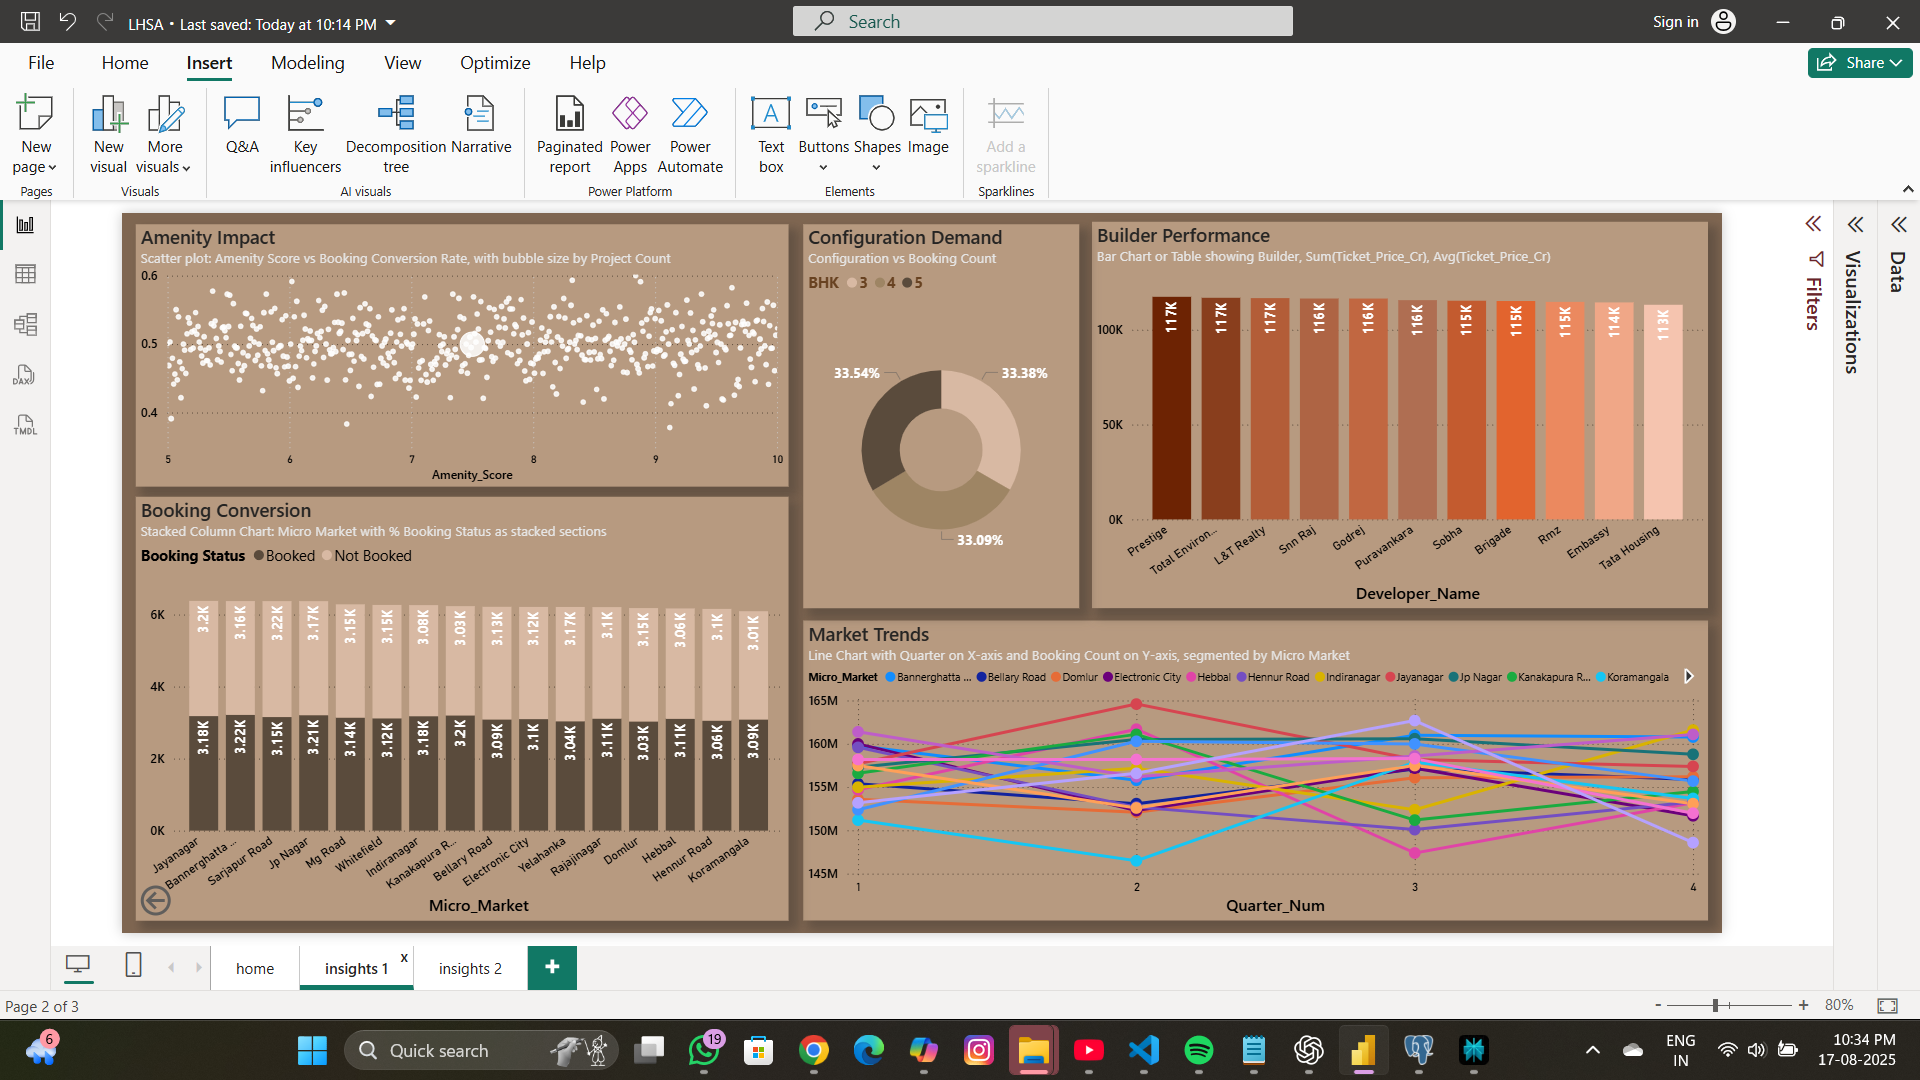 LHSA • Last saved: Today at 10:14 PM
Search
Sign in
File
Home
Insert
Modeling
View
Optimize
Help
Share
New page
New visual
More visuals
Q&A
Key influencers
Decomposition tree
Narrative
Paginated report
Power Apps
Power Automate
Text box
Buttons
Shapes
Image
Add a sparkline
Pages
Visuals
AI visuals
Power Platform
Elements
Sparklines
DAX
TMDL
Amenity Impact
Scatter plot: Amenity Score vs Booking Conversion Rate, with bubble size by Project Count
0.6
0.5
0.4
5 6 7 8 9 10
Amenity_Score
Configuration Demand
Configuration vs Booking Count
BHK 3 4 5
33.54%
33.38%
33.09%
Builder Performance
Bar Chart or Table showing Builder, Sum(Ticket_Price_Cr), Avg(Ticket_Price_Cr)
100K
50K
0K
117K 117K 117K 116K 116K 116K 115K 115K 115K 114K 113K
Prestige Total Environ... L&T Realty Snn Raj Godrej Puravankara Sobha Brigade Rmz Embassy Tata Housing
Developer_Name
Booking Conversion
Stacked Column Chart: Micro Market with % Booking Status as stacked sections
Booking Status Booked Not Booked
6K
4K
2K
0K
3.2K 3.16K 3.22K 3.17K 3.15K 3.15K 3.08K 3.03K 3.13K 3.12K 3.17K 3.1K 3.15K 3.06K 3.1K 3.01K
3.18K 3.22K 3.15K 3.21K 3.14K 3.12K 3.18K 3.2K 3.09K 3.1K 3.04K 3.11K 3.03K 3.11K 3.06K 3.09K
Jayanagar Bannerghatta ... Sarjapur Road Jp Nagar Mg Road Whitefield Indiranagar Kanakapura R... Bellary Road Electronic City Yelahanka Rajajinagar Domlur Hebbal Hennur Road Koramangala
Micro_Market
Market Trends
Line Chart with Quarter on X-axis and Booking Count on Y-axis, segmented by Micro Market
Micro_Market Bannerghatta ... Bellary Road Domlur Electronic City Hebbal Hennur Road Indiranagar Jayanagar Jp Nagar Kanakapura R... Koramangala
165M
160M
155M
150M
145M
1 2 3 4
Quarter_Num
Filters
Visualizations
Data
home
insights 1
x
insights 2
+
Page 2 of 3
- + 80%
6
Quick search
19
ENG
IN
10:34 PM
17-08-2025